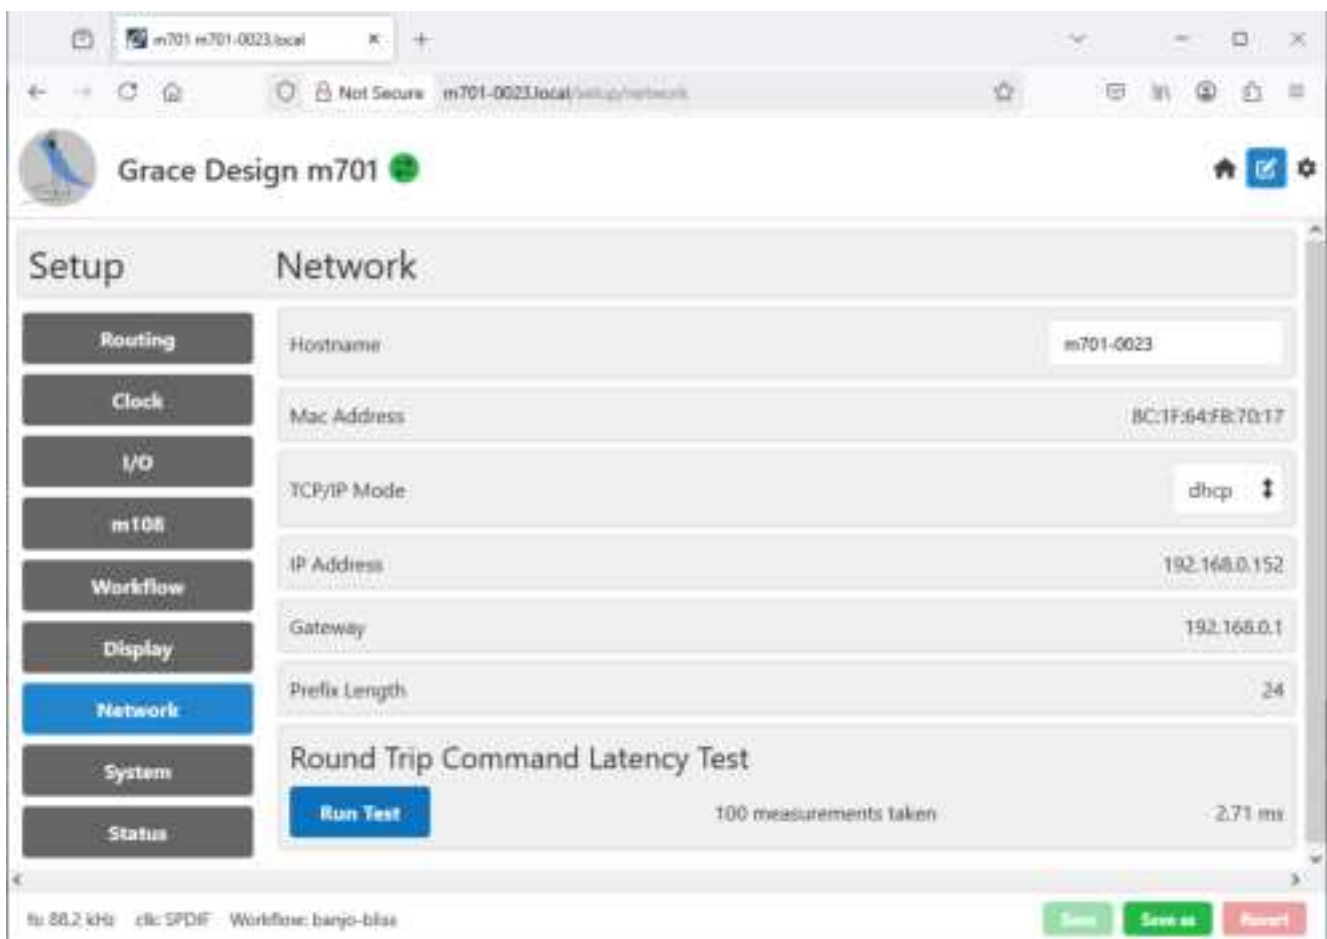 m701 m701-0023.local
Not Secure m701-0023.local/setup/network
Grace Design m701
Setup
Network
Routing
Clock
I/O
m108
Workflow
Display
Network
System
Status
Hostname m701-0023
Mac Address 8C:1F:64:FB:70:17
TCP/IP Mode dhcp
IP Address 192.168.0.152
Gateway 192.168.0.1
Prefix Length 24
Round Trip Command Latency Test
Run Test 100 measurements taken 2.71 ms
fs: 88.2 kHz clk: SPDIF Workflow: banjo-bliss
Save Save as Revert